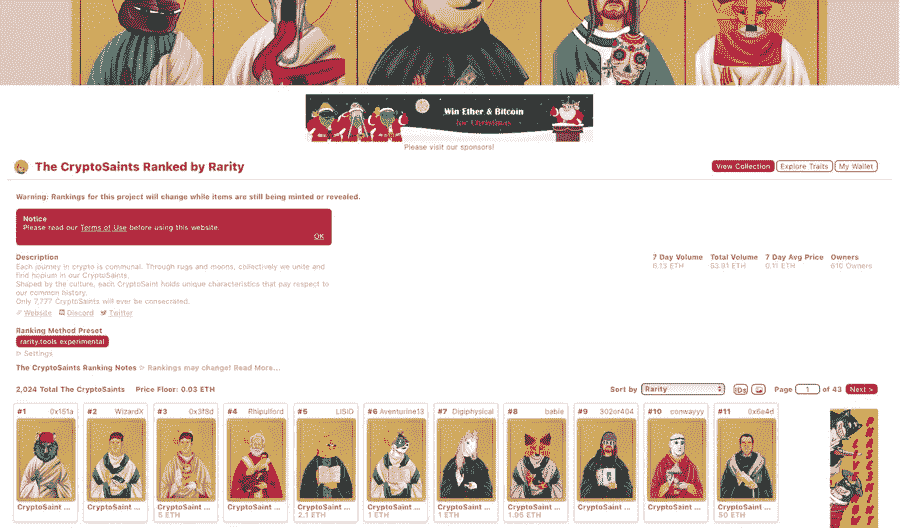 Win Ether & Bitcoin
Please visit our sponsors!
The CryptoSaints Ranked by Rarity
View Collection
Explore Traits
My Wallet
Warning: Rankings for this project will change while items are still being minted or revealed.
Notice
Please read our Terms of Use before using this website.
OK
Description
Each journey in crypto is communal. Through rugs and moons, collectively we unite and
find hopium in our CryptoSaints.
Shaped by the culture, each CryptoSaint holds unique characteristics that pay respect to
our common history.
Only 7,777 CryptoSaints will ever be consecrated.
Website Discord Twitter
7 Day Volume Total Volume 7 Day Avg Price Owners
6.13 ETH 63.91 ETH 0.11 ETH 610 Owners
Ranking Method Preset
rarity.tools experimental
Settings
The CryptoSaints Ranking Notes Rankings may change! Read More...
2,024 Total The CryptoSaints Price Floor: 0.03 ETH
Sort by Rarity IDs Page 1 of 43 Next >
#1 0x151a
#2 WizardX
#3 0x3f8d
#4 Rhipulford
#5
#6 Aventurine13
#7 Digiphysical
#8 babie
#9 302or404
#10 conwayyy
#11 0x6a4d
CryptoSaint ... CryptoSaint ... CryptoSaint ... CryptoSaint ... CryptoSaint ... CryptoSaint ... CryptoSaint ... CryptoSaint ... CryptoSaint ... CryptoSaint ... CryptoSaint ...
5 ETH 2.1 ETH 1 ETH 1 ETH 1.95 ETH 50 ETH